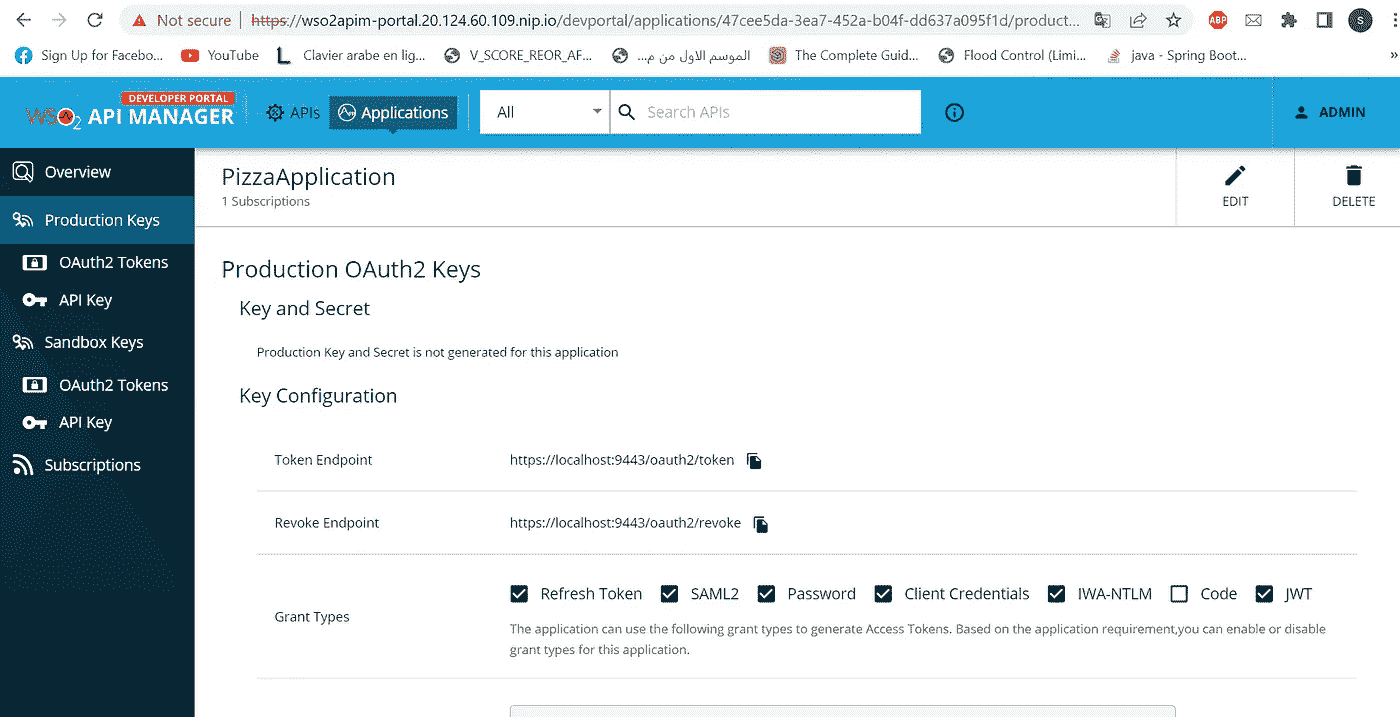 Not secure | https://wso2apim-portal.20.124.60.109.nip.io/devportal/applications/47cee5da-3ea7-452a-b04f-dd637a095f1d/product...
ABP
S
Sign Up for Facebo... YouTube Clavier arabe en lig... V_SCORE_REOR_AF... الموسم الاول من م... The Complete Guid... Flood Control (Limi... java - Spring Boot... »
DEVELOPER PORTAL
WSO2 API MANAGER
APIs Applications All Search APIs ADMIN
Overview
Production Keys
OAuth2 Tokens
API Key
Sandbox Keys
OAuth2 Tokens
API Key
Subscriptions
PizzaApplication
1 Subscriptions
EDIT DELETE
Production OAuth2 Keys
Key and Secret
Production Key and Secret is not generated for this application
Key Configuration
Token Endpoint https://localhost:9443/oauth2/token
Revoke Endpoint https://localhost:9443/oauth2/revoke
Grant Types Refresh Token SAML2 Password Client Credentials IWA-NTLM Code JWT
The application can use the following grant types to generate Access Tokens. Based on the application requirement,you can enable or disable
grant types for this application.